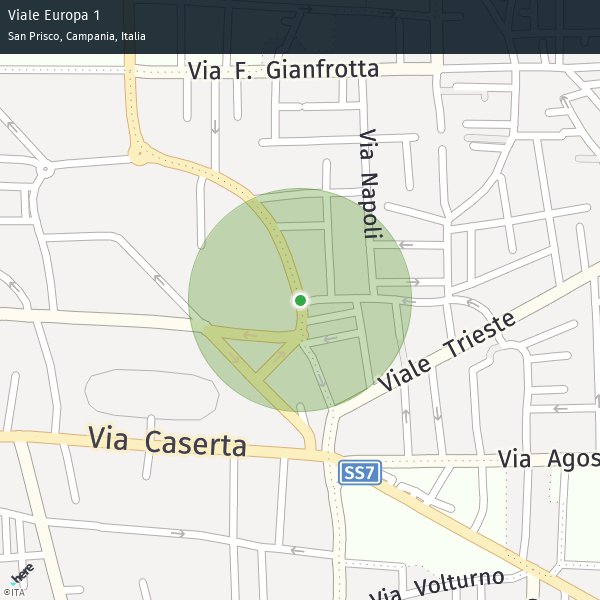 Viale Europa 1
San Prisco, Campania, Italia
Via F. Gianfrotta
Via Napoli
Viale Trieste
Via Caserta
SS7
Via Agos
Via Volturno
here
©ITA